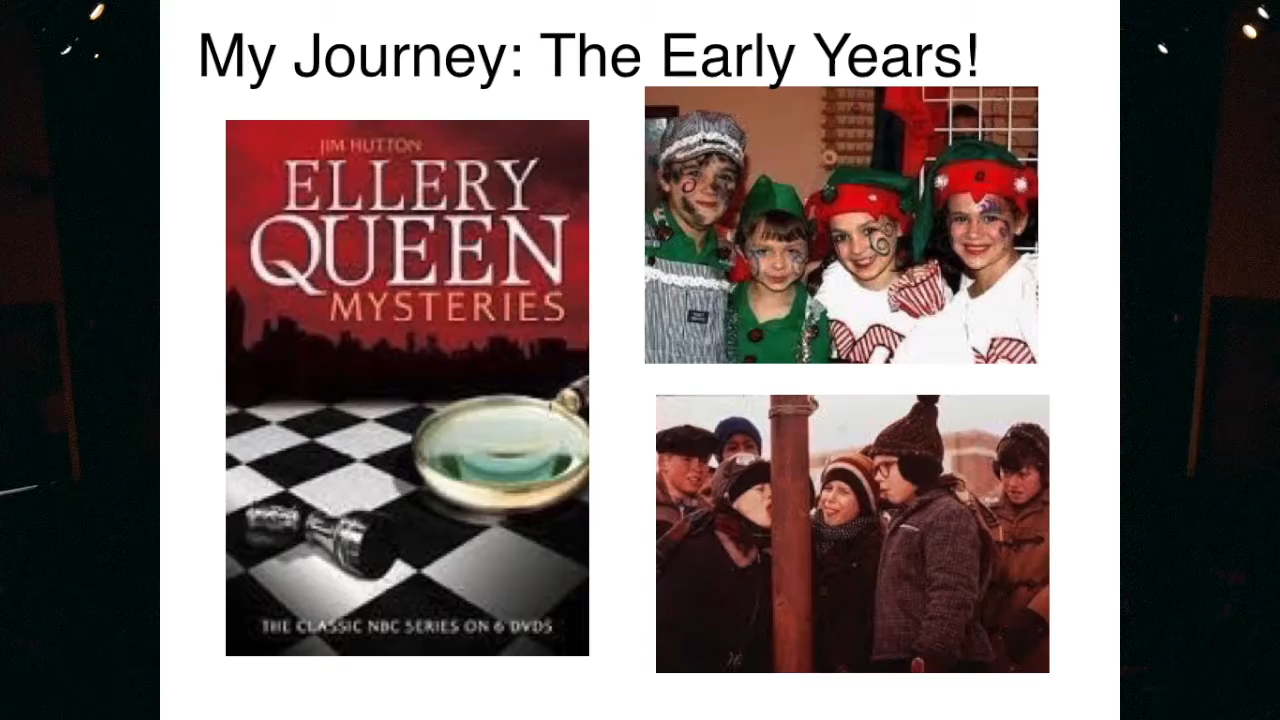 My Journey: The Early Years!
JIM HUTTON
ELLERY
QUEEN
MYSTERIES
THE CLASSIC NBC SERIES ON 6 DVDS